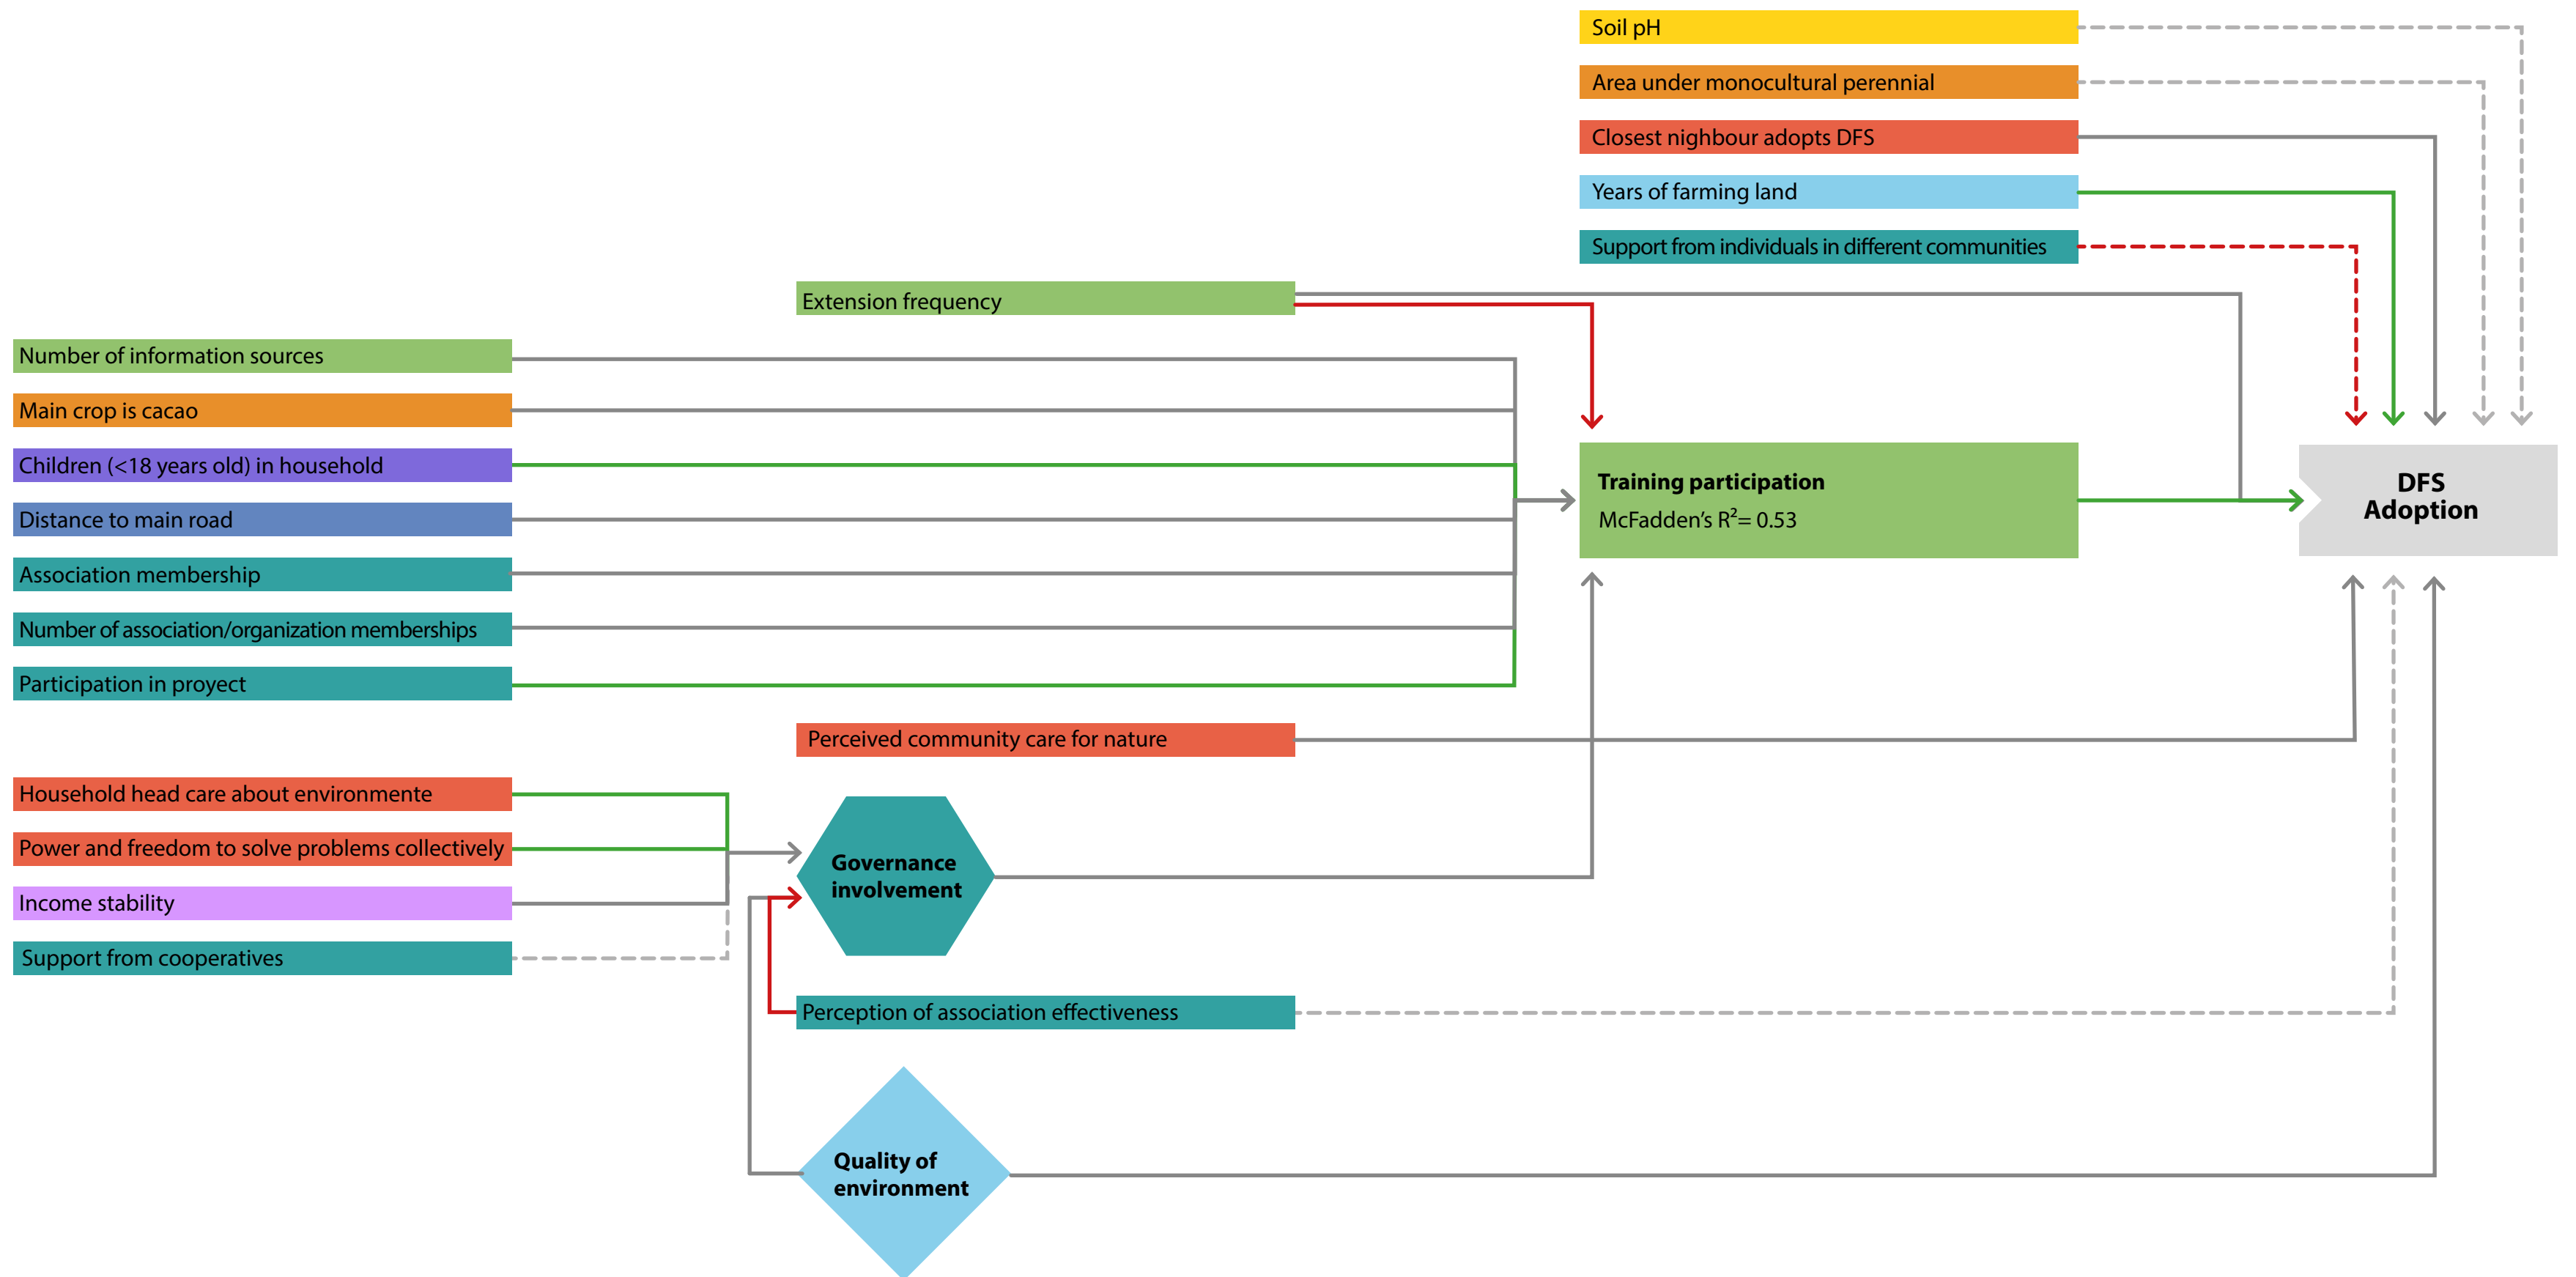 Soil pH
Area under monocultural perennial
Closest neighbour adopts DFS
Years of farming land
Support from individuals in different communities
Extension frequency
Number of information sources
Main crop is cacao
Children (<18 years old) in household
Distance to main road
Association membership
Number of association/organization memberships
Participation in proyect
Training participation
McFadden's R²= 0.53
DFS
Adoption
Perceived community care for nature
Household head care about environmente
Power and freedom to solve problems collectively
Income stability
Support from cooperatives
Governance
involvement
Perception of association effectiveness
Quality of
environment